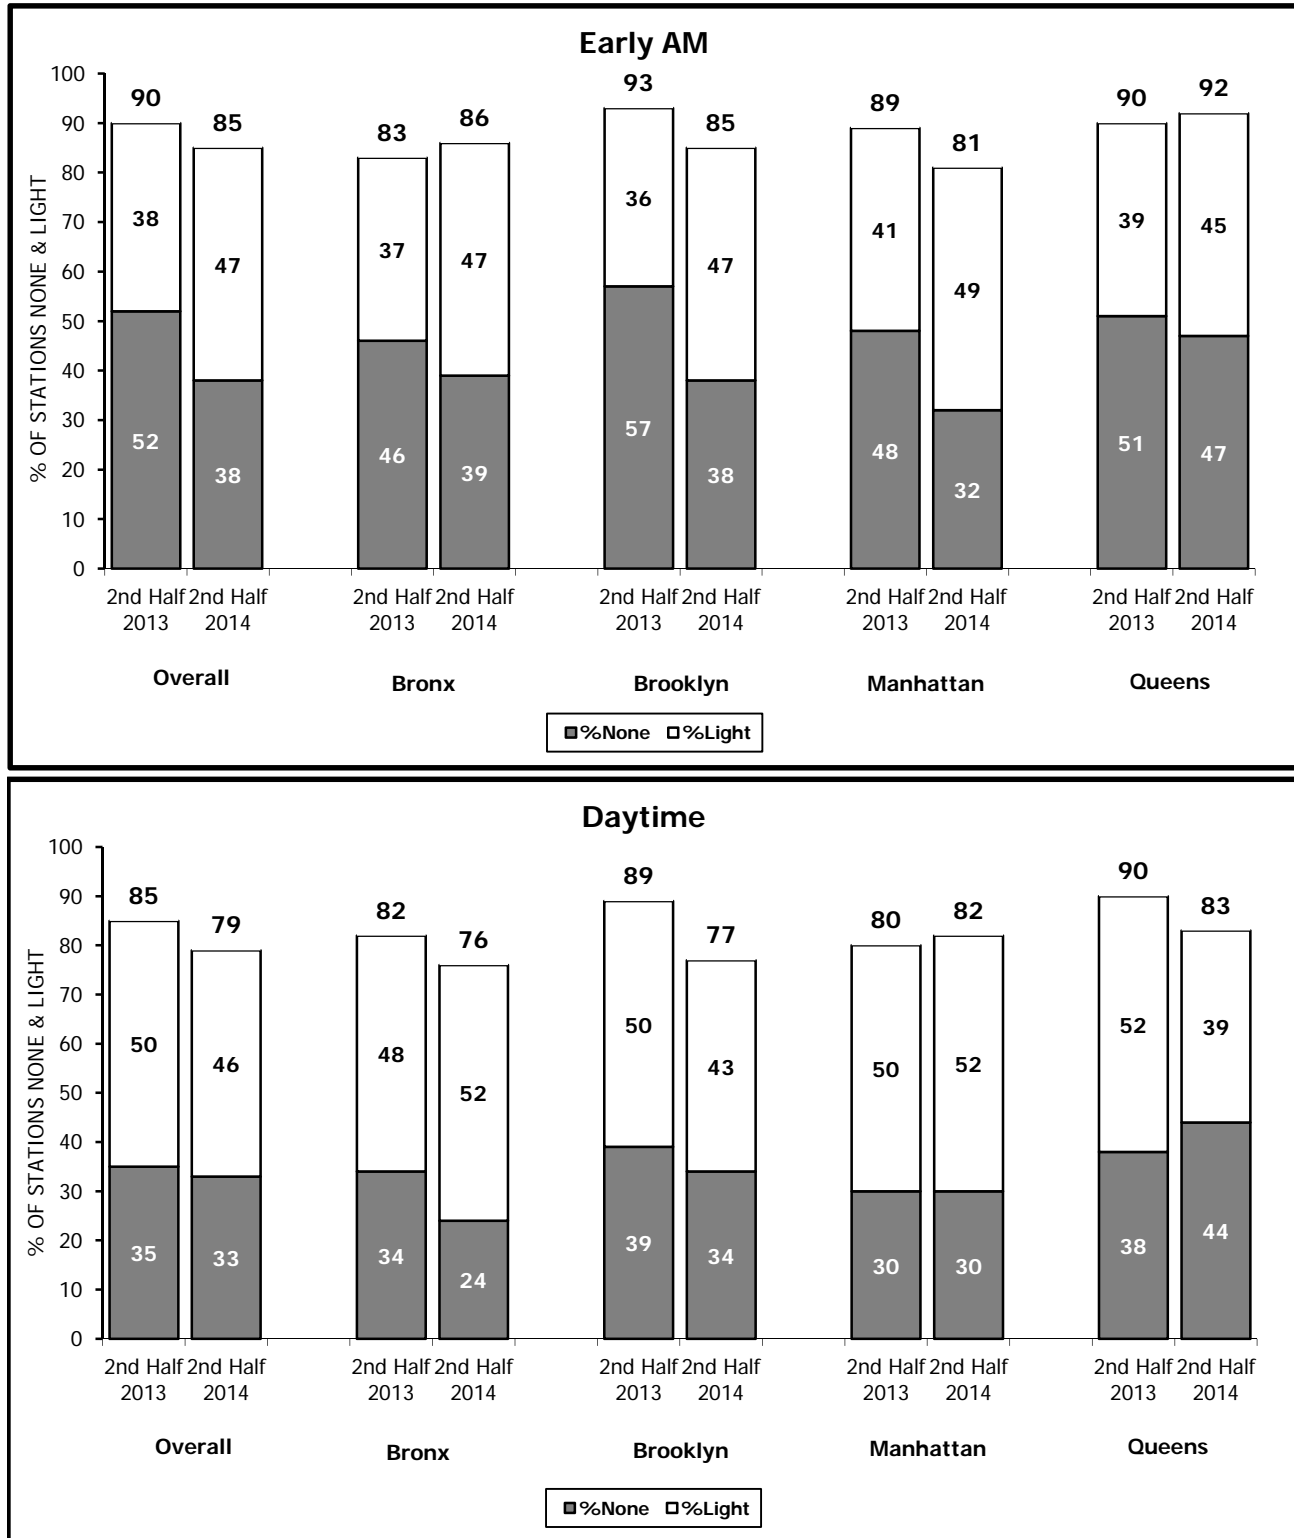 Early AM
% OF STATIONS NONE & LIGHT
100
90
80
70
60
50
40
30
20
10
0
90 85 83 86 93 85 89 81 90 92
38 47 37 47 36 47 41 49 39 45
52 38 46 39 57 38 48 32 51 47
2nd Half 2nd Half 2nd Half 2nd Half 2nd Half 2nd Half 2nd Half 2nd Half 2nd Half 2nd Half
2013 2014 2013 2014 2013 2014 2013 2014 2013 2014
Overall Bronx Brooklyn Manhattan Queens
%None %Light
Daytime
% OF STATIONS NONE & LIGHT
100
90
80
70
60
50
40
30
20
10
0
85 79 82 76 89 77 80 82 90 83
50 46 48 52 50 43 50 52 52 39
35 33 34 24 39 34 30 30 38 44
2nd Half 2nd Half 2nd Half 2nd Half 2nd Half 2nd Half 2nd Half 2nd Half 2nd Half 2nd Half
2013 2014 2013 2014 2013 2014 2013 2014 2013 2014
Overall Bronx Brooklyn Manhattan Queens
%None %Light